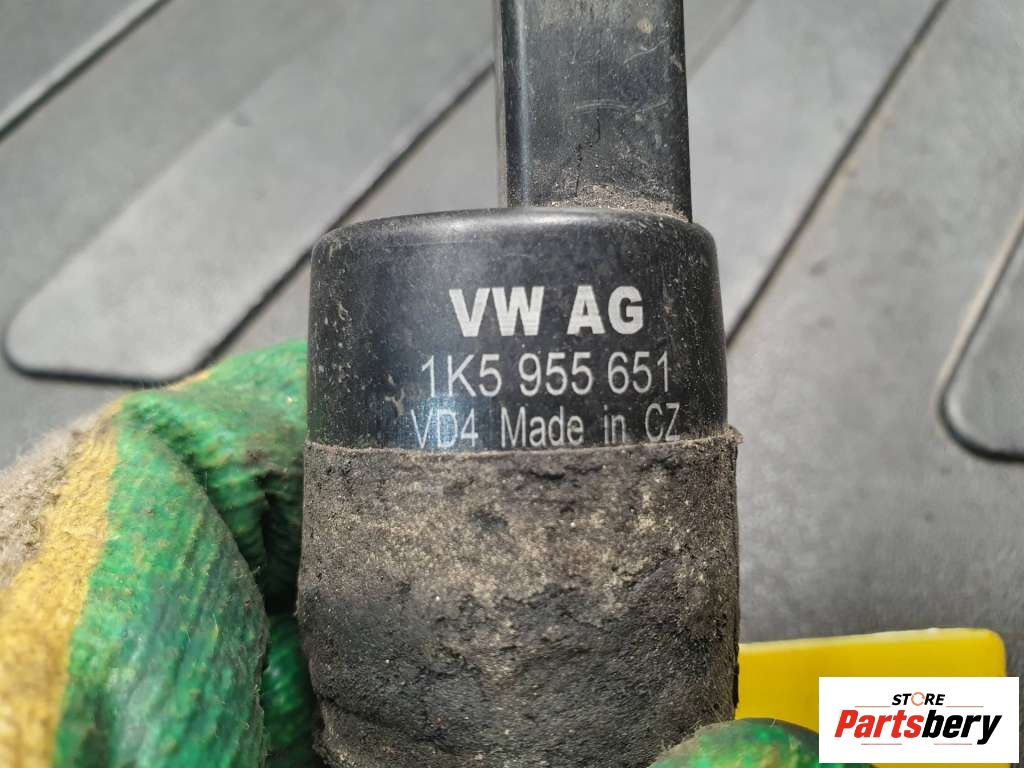 VW AG
1K5 955 651
VD4 Made in CZ
STORE
Partsbery